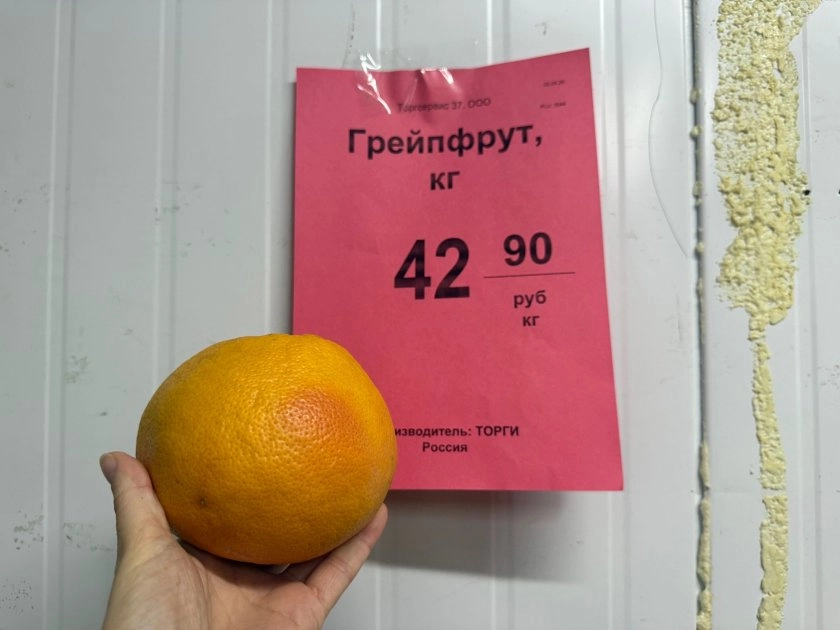 Торгсервис 37, ООО
Грейпфрут,
кг
42 90
руб
кг
изводитель: ТОРГИ
Россия